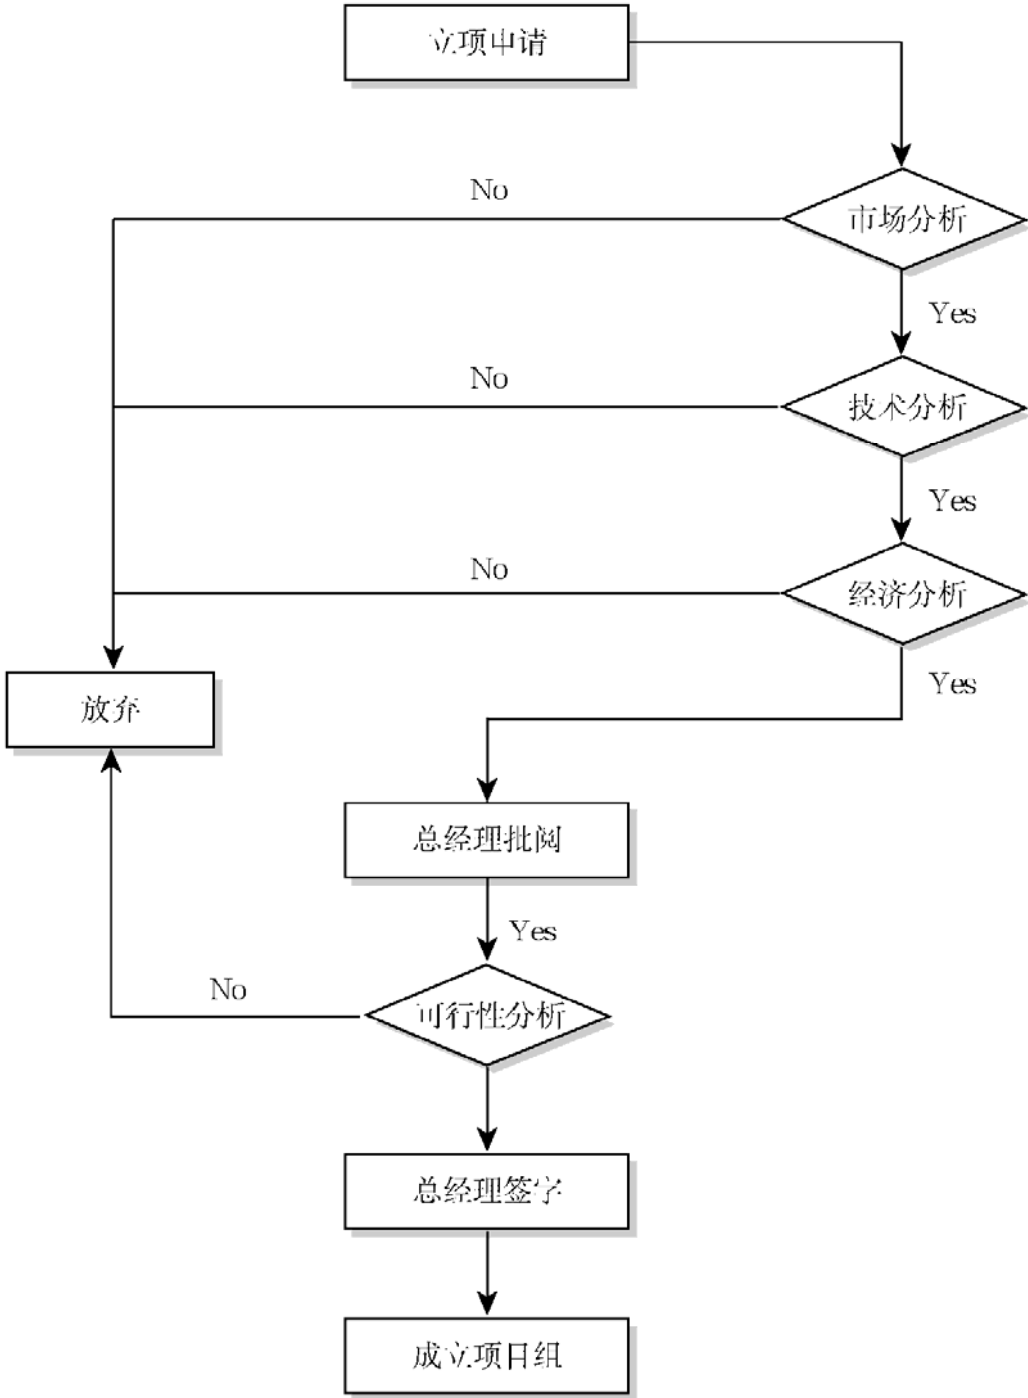 立项申请
No
市场分析
Yes
No
技术分析
Yes
No
经济分析
Yes
放弃
总经理批阅
Yes
No
可行性分析
总经理签字
成立项目组